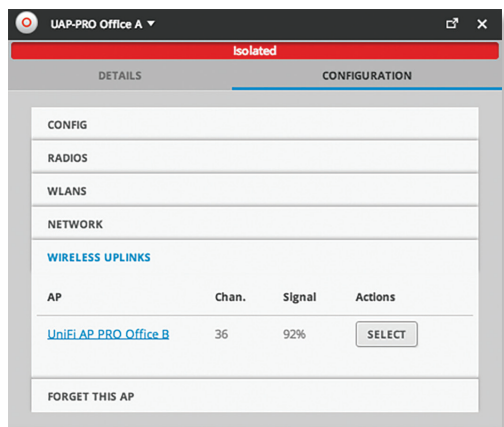 UAP-PRO Office A
Isolated
DETAILS CONFIGURATION
CONFIG
RADIOS
WLANS
NETWORK
WIRELESS UPLINKS
AP Chan. Signal Actions
UniFi AP PRO Office B 36 92% SELECT
FORGET THIS AP